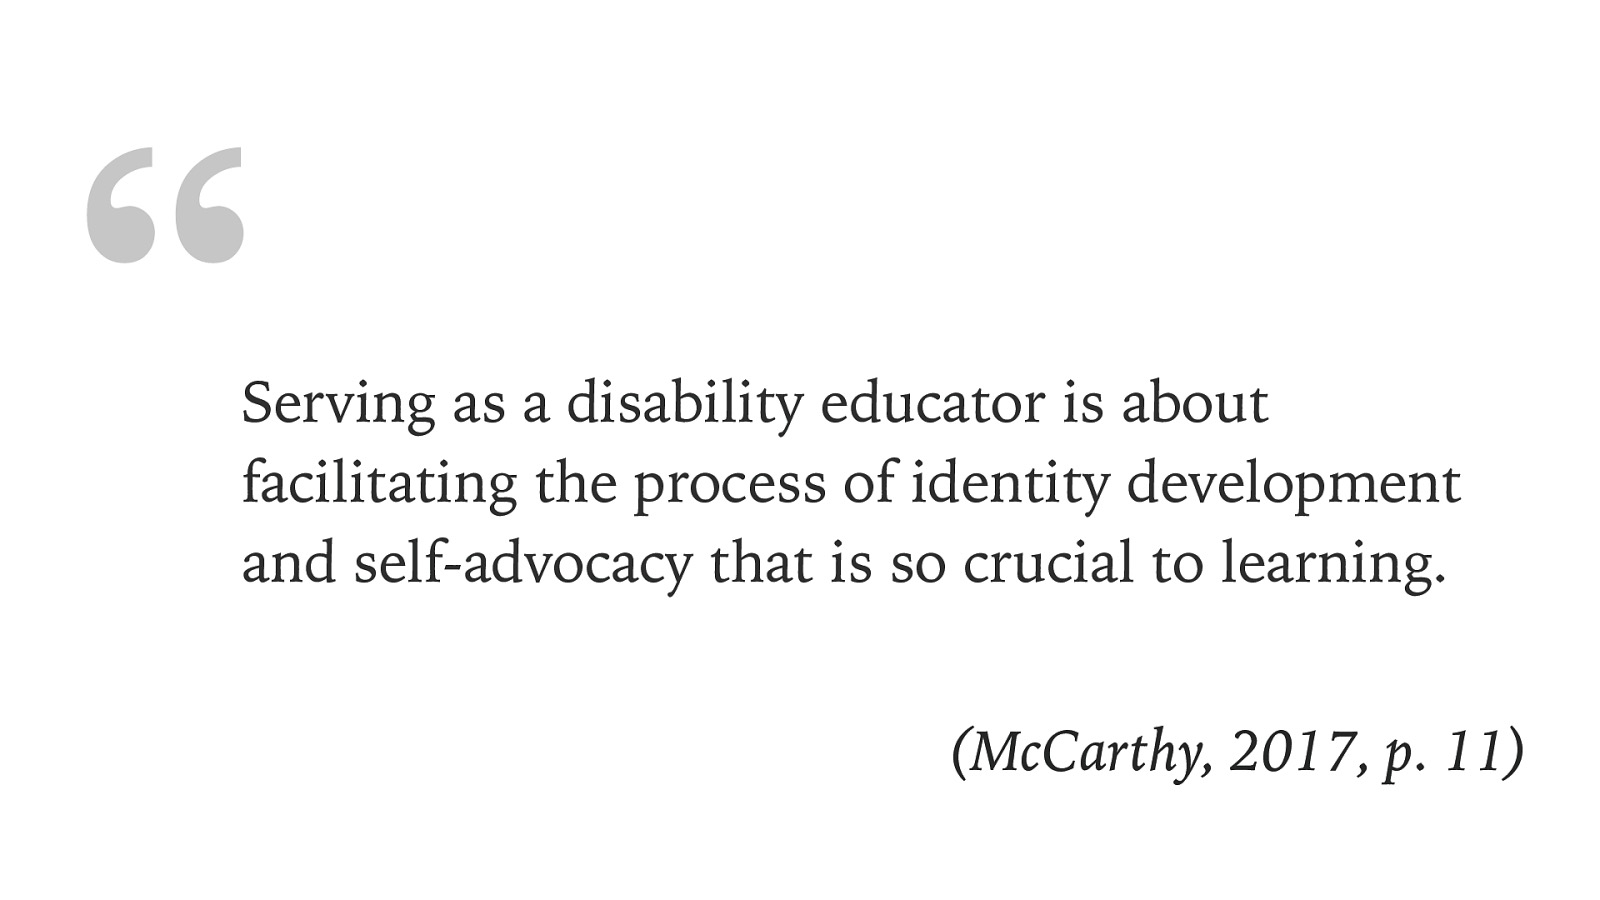 “
Serving as a disability educator is about
facilitating the process of identity development
and self-advocacy that is so crucial to learning.
(McCarthy, 2017, p. 11)